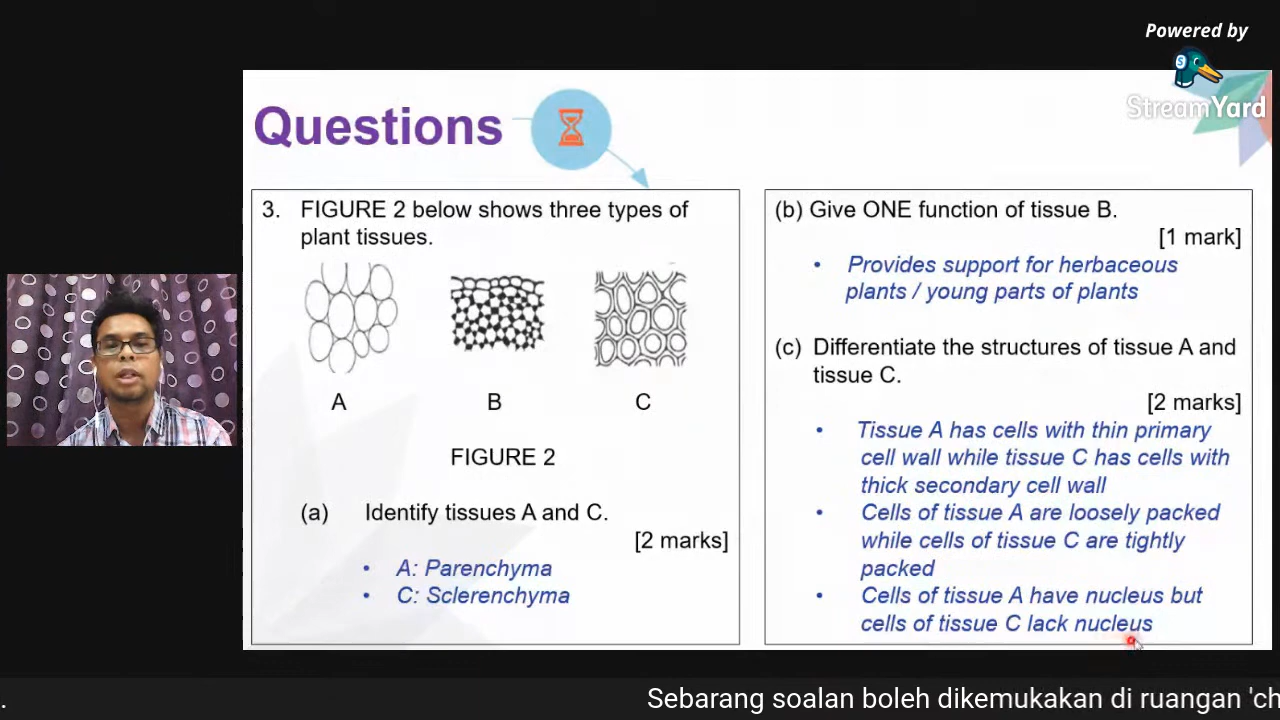 Powered by
StreamYard
Questions
3. FIGURE 2 below shows three types of
plant tissues.
A B C
FIGURE 2
(a) Identify tissues A and C.
[2 marks]
• A: Parenchyma
• C: Sclerenchyma
(b) Give ONE function of tissue B.
[1 mark]
• Provides support for herbaceous
plants / young parts of plants
(c) Differentiate the structures of tissue A and
tissue C.
[2 marks]
• Tissue A has cells with thin primary
cell wall while tissue C has cells with
thick secondary cell wall
• Cells of tissue A are loosely packed
while cells of tissue C are tightly
packed
• Cells of tissue A have nucleus but
cells of tissue C lack nucleus
. Sebarang soalan boleh dikemukakan di ruangan 'ch